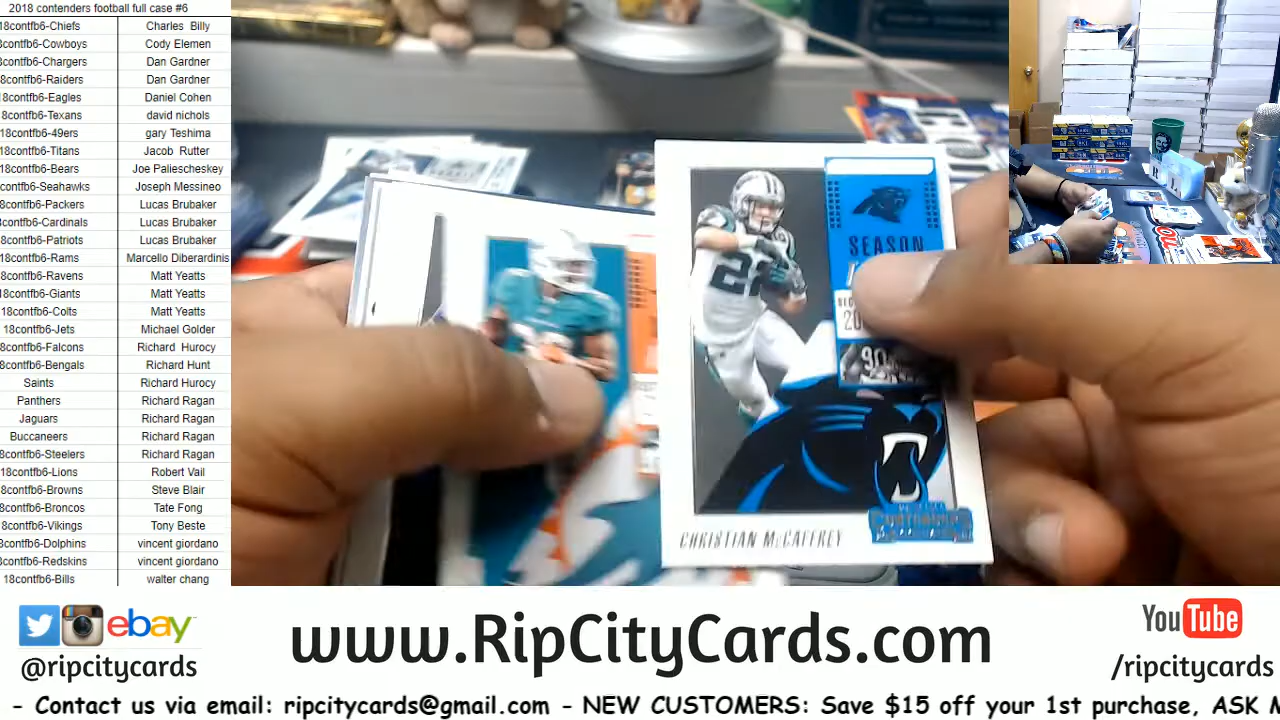 2018 contenders football full case #6
18contfb6-Chiefs Charles Billy
8contfb6-Cowboys Cody Elemen
8contfb6-Chargers Dan Gardner
8contfb6-Raiders Dan Gardner
8contfb6-Eagles Daniel Cohen
8contfb6-Texans david nichols
18contfb6-49ers gary Teshima
18contfb6-Titans Jacob Rutter
18contfb6-Bears Joe Paliescheskey
contfb6-Seahawks Joseph Messineo
8contfb6-Packers Lucas Brubaker
contfb6-Cardinals Lucas Brubaker
8contfb6-Patriots Lucas Brubaker
18contfb6-Rams Marcello Diberardinis
8contfb6-Ravens Matt Yeatts
18contfb6-Giants Matt Yeatts
18contfb6-Colts Matt Yeatts
18contfb6-Jets Michael Golder
8contfb6-Falcons Richard Hurocy
8contfb6-Bengals Richard Hunt
Saints Richard Hurocy
Panthers Richard Ragan
Jaguars Richard Ragan
Buccaneers Richard Ragan
8contfb6-Steelers Richard Ragan
18contfb6-Lions Robert Vail
8contfb6-Browns Steve Blair
8contfb6-Broncos Tate Fong
8contfb6-Vikings Tony Beste
8contfb6-Dolphins vincent giordano
contfb6-Redskins vincent giordano
18contfb6-Bills walter chang
SEASON
CHRISTIAN McCAFFREY
CONTENDERS
ebay
@ripcitycards
www.RipCityCards.com
YouTube
/ripcitycards
- Contact us via email: ripcitycards@gmail.com - NEW CUSTOMERS: Save $15 off your 1st purchase, ASK M